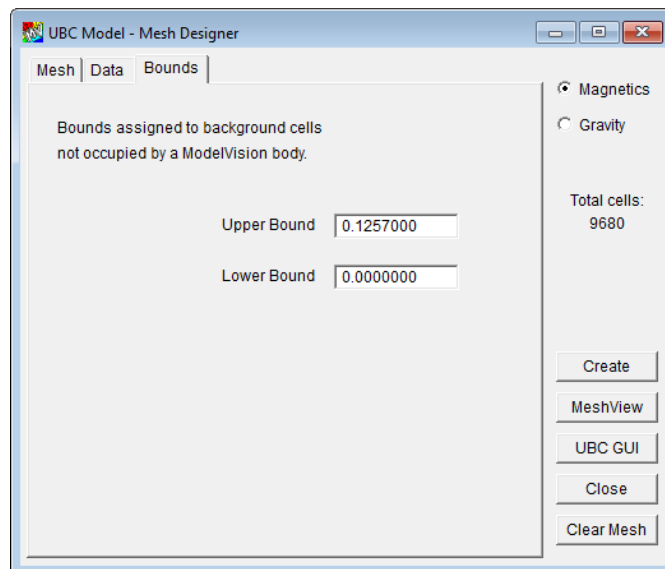 UBC Model - Mesh Designer
Mesh
Data
Bounds
Magnetics
Gravity
Bounds assigned to background cells
not occupied by a ModelVision body.
Total cells:
9680
Upper Bound 0.1257000
Lower Bound 0.0000000
Create
MeshView
UBC GUI
Close
Clear Mesh